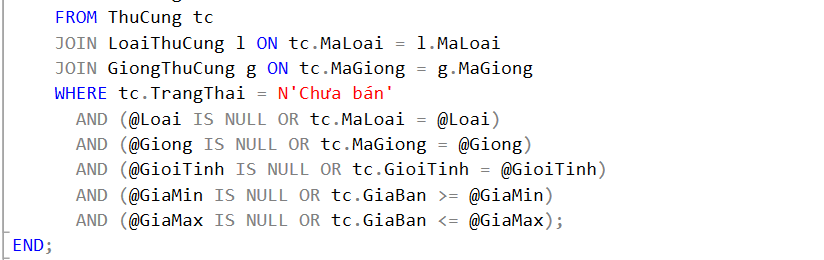 FROM ThuCung tc
JOIN LoaiThuCung l ON tc.MaLoai = l.MaLoai
JOIN GiongThuCung g ON tc.MaGiong = g.MaGiong
WHERE tc.TrangThai = N'Chưa bán'
AND (@Loai IS NULL OR tc.MaLoai = @Loai)
AND (@Giong IS NULL OR tc.MaGiong = @Giong)
AND (@GioiTinh IS NULL OR tc.GioiTinh = @GioiTinh)
AND (@GiaMin IS NULL OR tc.GiaBan >= @GiaMin)
AND (@GiaMax IS NULL OR tc.GiaBan <= @GiaMax);
END;